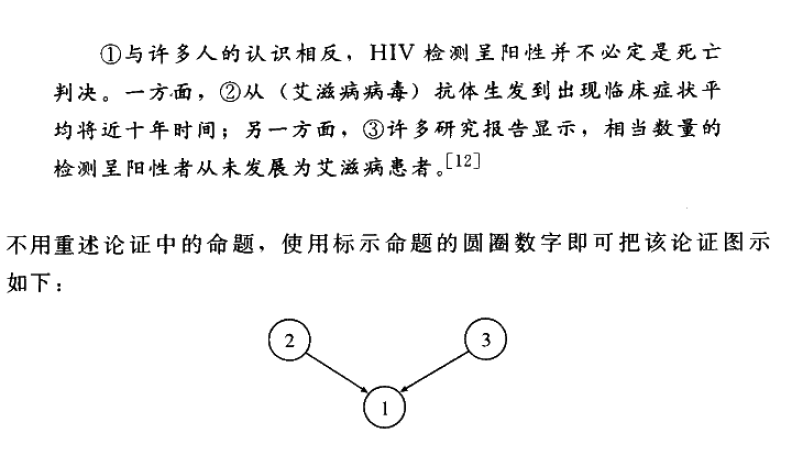 ①与许多人的认识相反，HIV 检测呈阳性并不必定是死亡
判决。一方面，②从（艾滋病病毒）抗体生发到出现临床症状平
均将近十年时间；另一方面，③许多研究报告显示，相当数量的
检测呈阳性者从未发展为艾滋病患者。[12]
不用重述论证中的命题，使用标示命题的圆圈数字即可把该论证图示
如下：
2 3
1